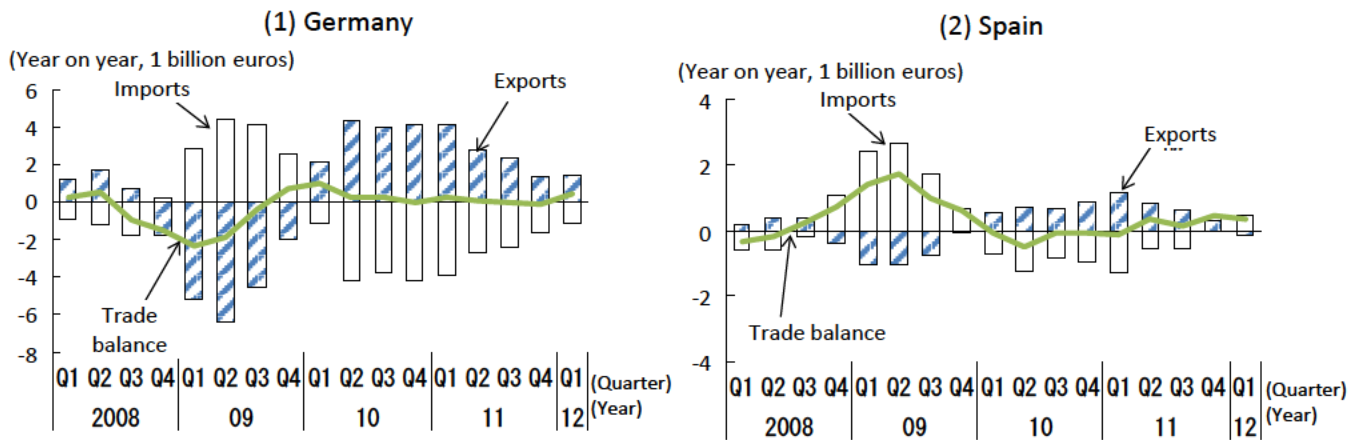 (1) Germany
(Year on year, 1 billion euros)
Imports
Exports
6
4
2
0
-2
-4
-6
-8
Trade
balance
Q1 Q2 Q3 Q4 Q1 Q2 Q3 Q4 Q1 Q2 Q3 Q4 Q1 Q2 Q3 Q4 Q1 (Quarter)
2008 09 10 11 12 (Year)
(2) Spain
(Year on year, 1 billion euros)
Imports
Exports
4
2
0
-2
-4
Trade balance
Q1 Q2 Q3 Q4 Q1 Q2 Q3 Q4 Q1 Q2 Q3 Q4 Q1 Q2 Q3 Q4 Q1 (Quarter)
2008 09 10 11 12 (Year)